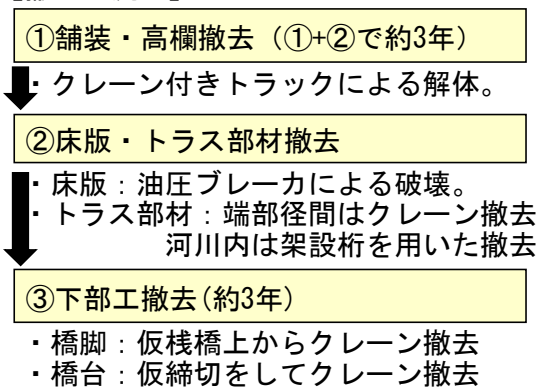 ①舗装・高欄撤去（①+②で約3年）
・クレーン付きトラックによる解体。
②床版・トラス部材撤去
・床版：油圧ブレーカによる破壊。
・トラス部材：端部径間はクレーン撤去
河川内は架設桁を用いた撤去
③下部工撤去(約3年）
・橋脚：仮桟橋上からクレーン撤去
・橋台：仮締切をしてクレーン撤去